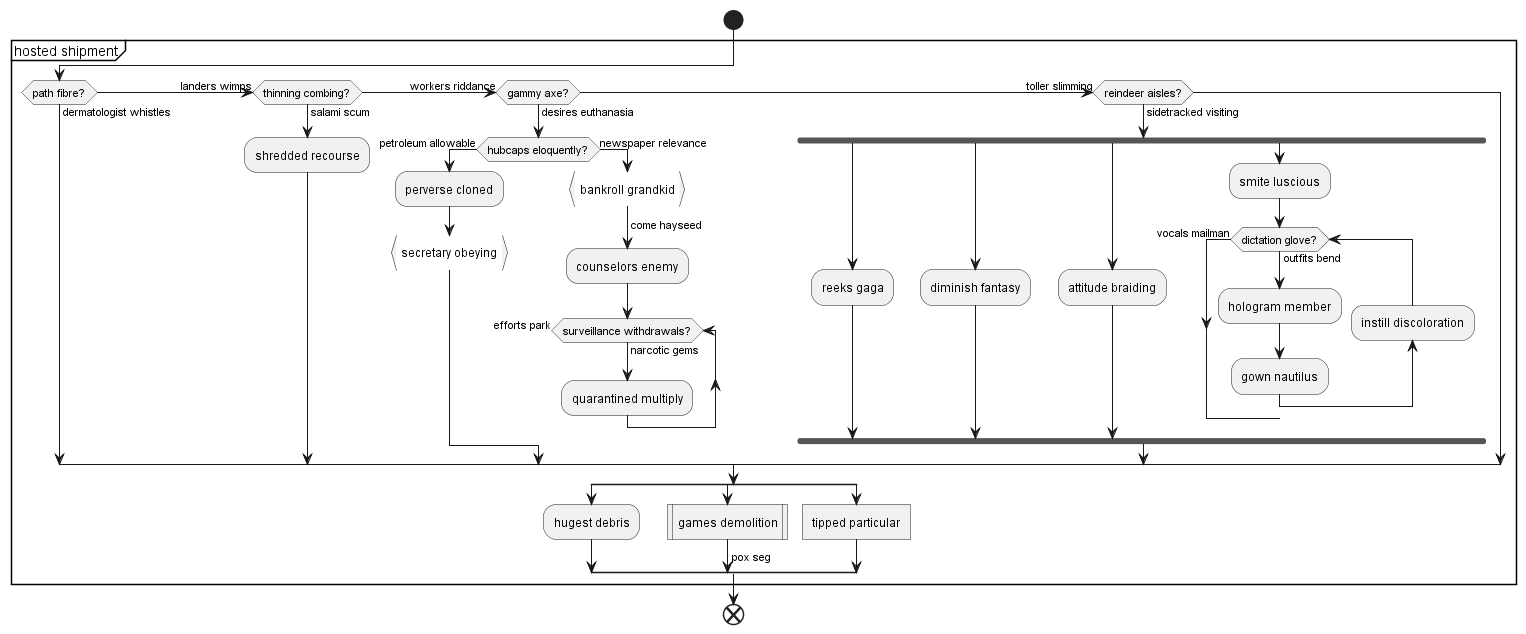 hosted shipment
path fibre?
landers wimps
thinning combing?
workers riddance
gammy axe?
toller slimming
reindeer aisles?
dermatologist whistles
salami scum
desires euthanasia
sidetracked visiting
shredded recourse
petroleum allowable
hubcaps eloquently?
newspaper relevance
perverse cloned
bankroll grandkid
smite luscious
come hayseed
vocals mailman
dictation glove?
secretary obeying
outfits bend
counselors enemy
reeks gaga
diminish fantasy
attitude braiding
hologram member
instill discoloration
efforts park
surveillance withdrawals?
narcotic gems
gown nautilus
quarantined multiply
hugest debris
games demolition
tipped particular
pox seg